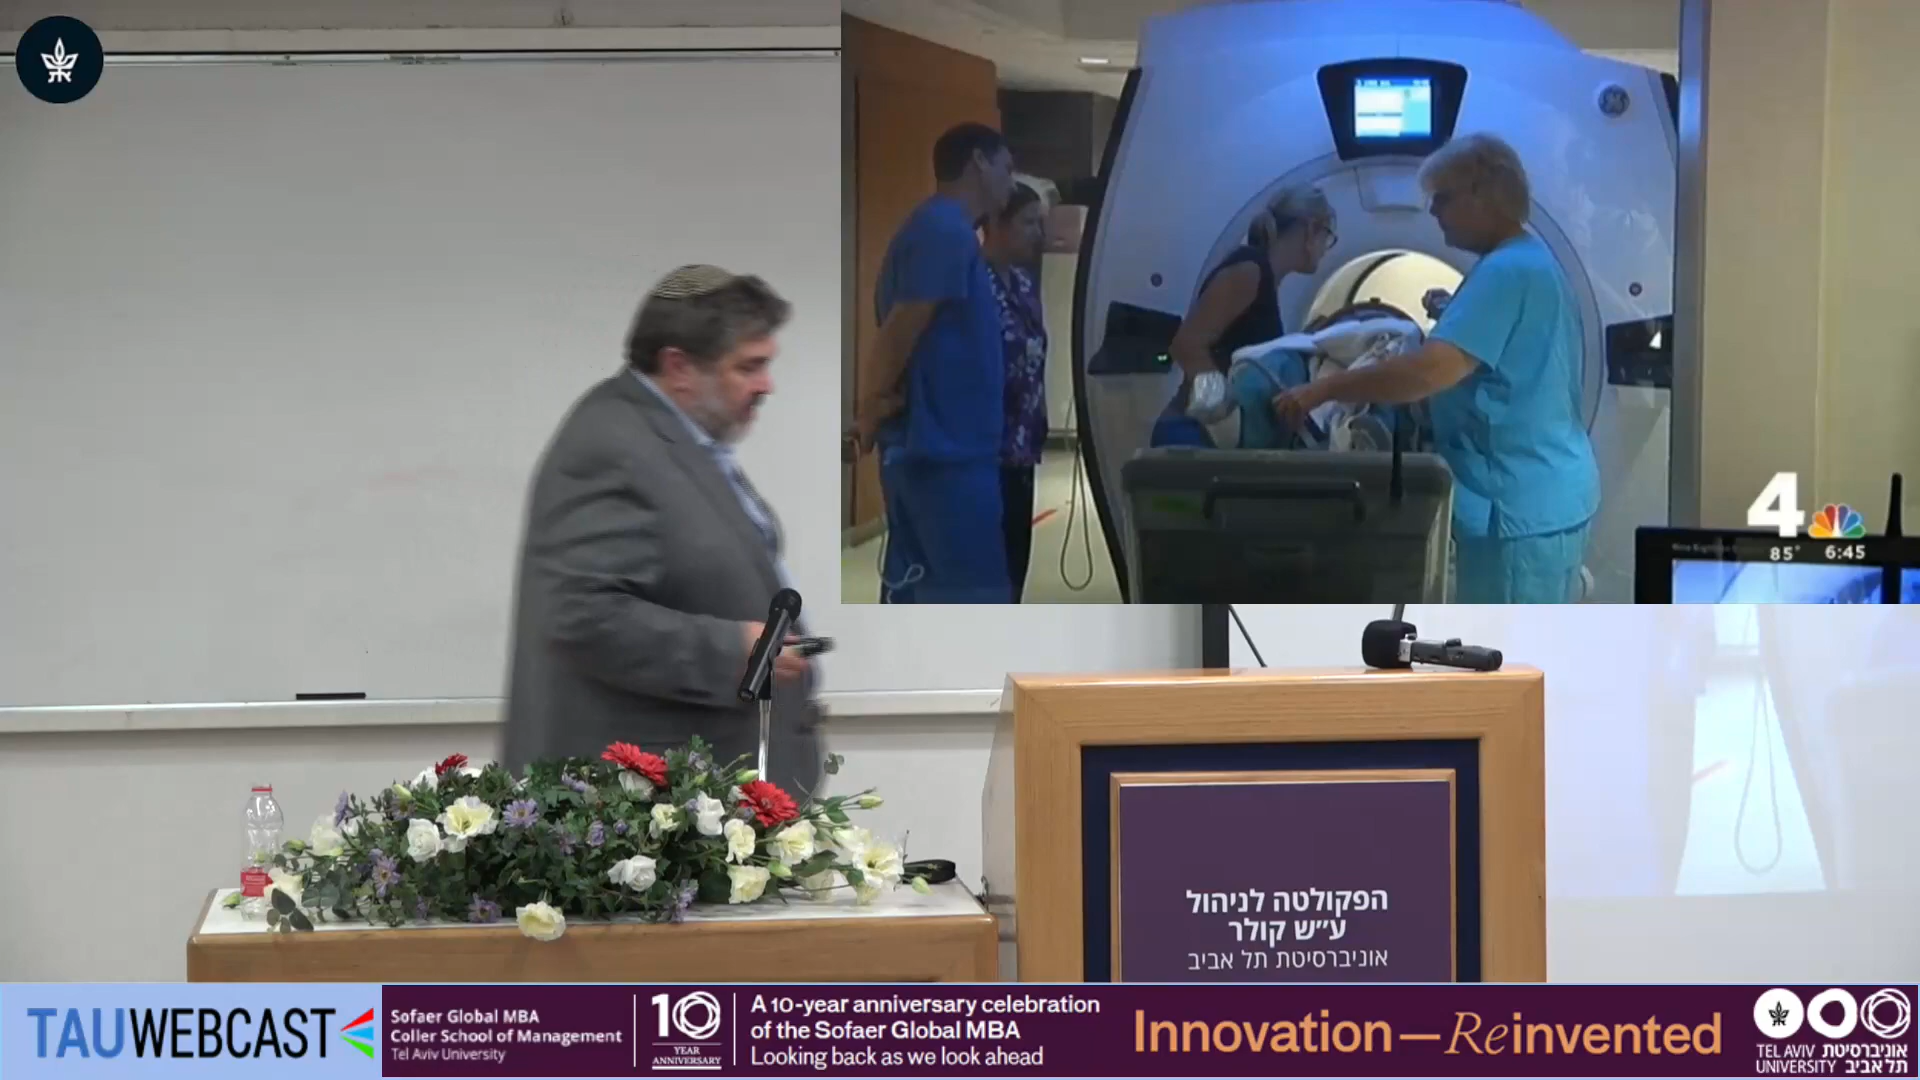 4
85° 6:45
הפקולטה לניהול
ע״ש קולר
אוניברסיטת תל אביב
TAUWEBCAST
Sofaer Global MBA
Coller School of Management
Tel Aviv University
10
YEAR
ANNIVERSARY
A 10-year anniversary celebration
of the Sofaer Global MBA
Looking back as we look ahead
Innovation—Reinvented
TEL AVIV אוניברסיטת
UNIVERSITY תל אביב